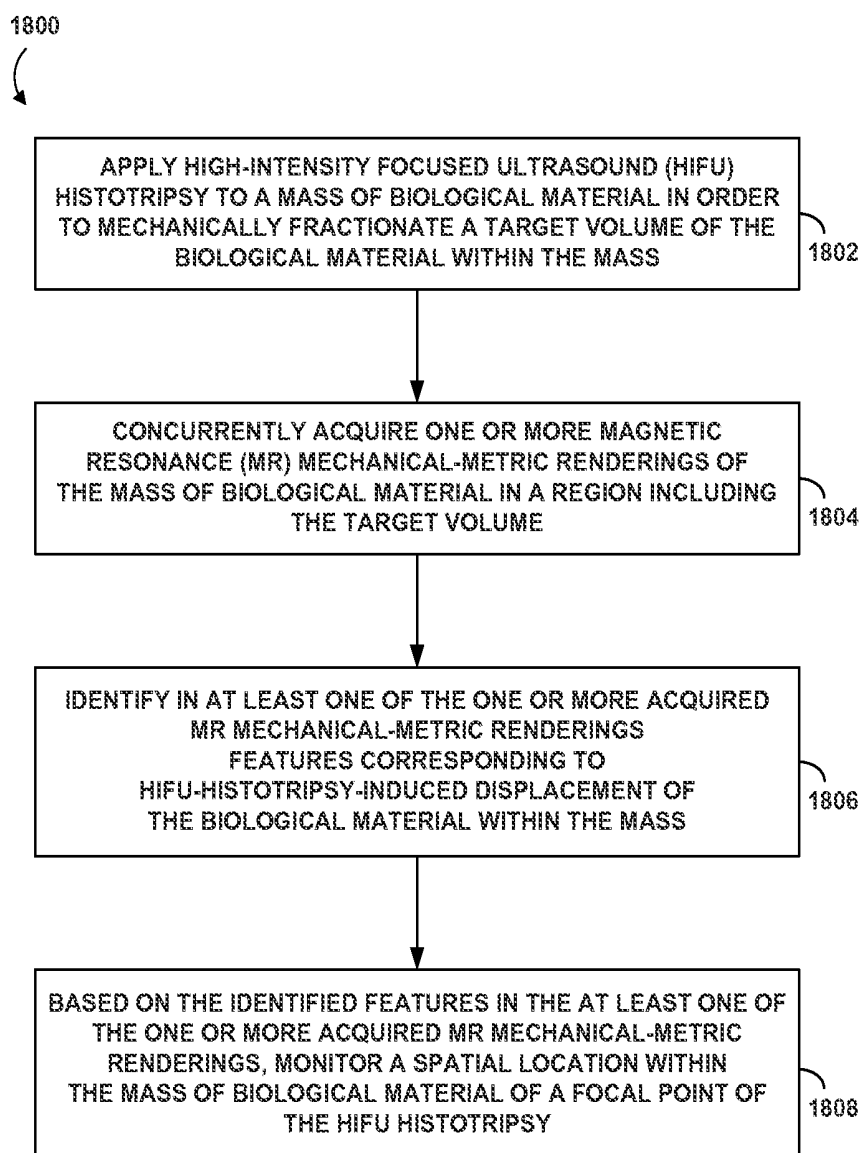 1800
APPLY HIGH-INTENSITY FOCUSED ULTRASOUND (HIFU)
HISTOTRIPSY TO A MASS OF BIOLOGICAL MATERIAL IN ORDER
TO MECHANICALLY FRACTIONATE A TARGET VOLUME OF THE
BIOLOGICAL MATERIAL WITHIN THE MASS
1802
CONCURRENTLY ACQUIRE ONE OR MORE MAGNETIC
RESONANCE (MR) MECHANICAL-METRIC RENDERINGS OF
THE MASS OF BIOLOGICAL MATERIAL IN A REGION INCLUDING
THE TARGET VOLUME
1804
IDENTIFY IN AT LEAST ONE OF THE ONE OR MORE ACQUIRED
MR MECHANICAL-METRIC RENDERINGS
FEATURES CORRESPONDING TO
HIFU-HISTOTRIPSY-INDUCED DISPLACEMENT OF
THE BIOLOGICAL MATERIAL WITHIN THE MASS
1806
BASED ON THE IDENTIFIED FEATURES IN THE AT LEAST ONE OF
THE ONE OR MORE ACQUIRED MR MECHANICAL-METRIC
RENDERINGS, MONITOR A SPATIAL LOCATION WITHIN
THE MASS OF BIOLOGICAL MATERIAL OF A FOCAL POINT OF
THE HIFU HISTOTRIPSY
1808